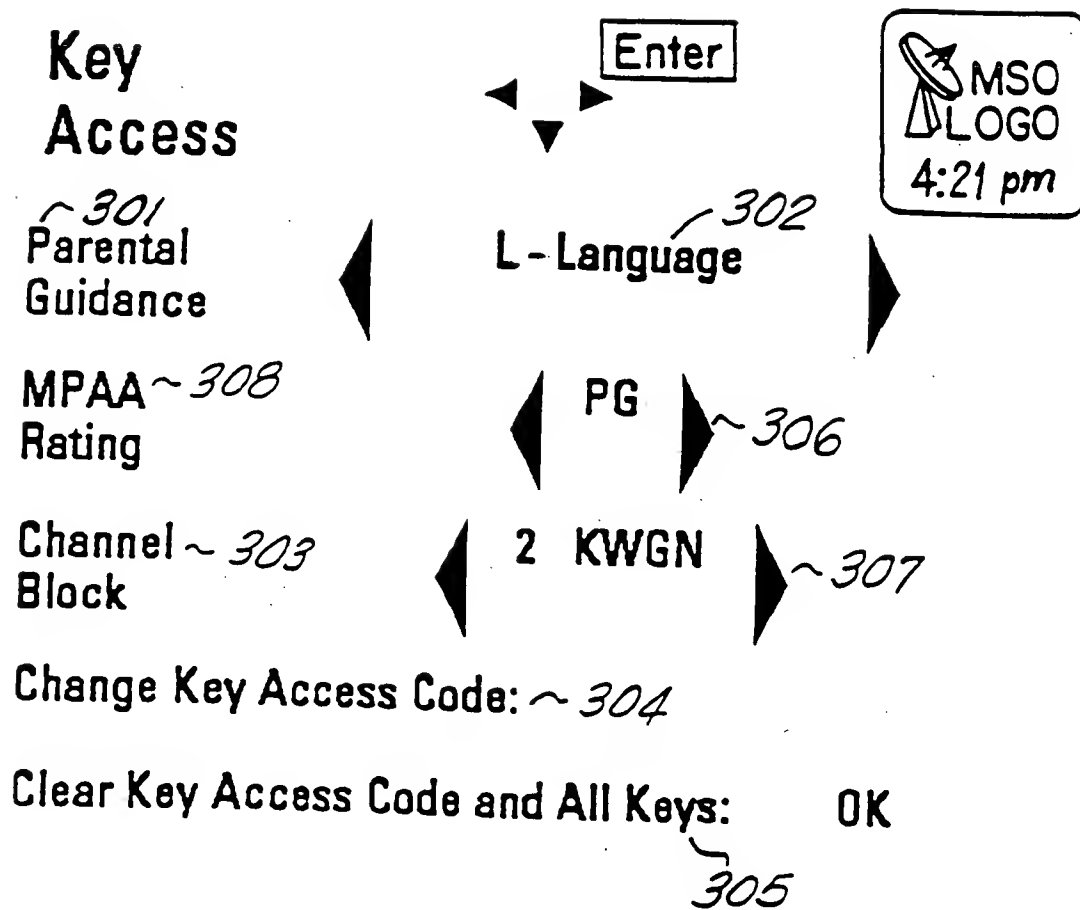 Key
Access
Enter
MSO
LOGO
4:21 pm
~301
Parental
Guidance
L-Language
302
MPAA ~308
Rating
PG
~306
Channel ~ 303
Block
2 KWGN
~307
Change Key Access Code: ~304
Clear Key Access Code and All Keys: OK
305